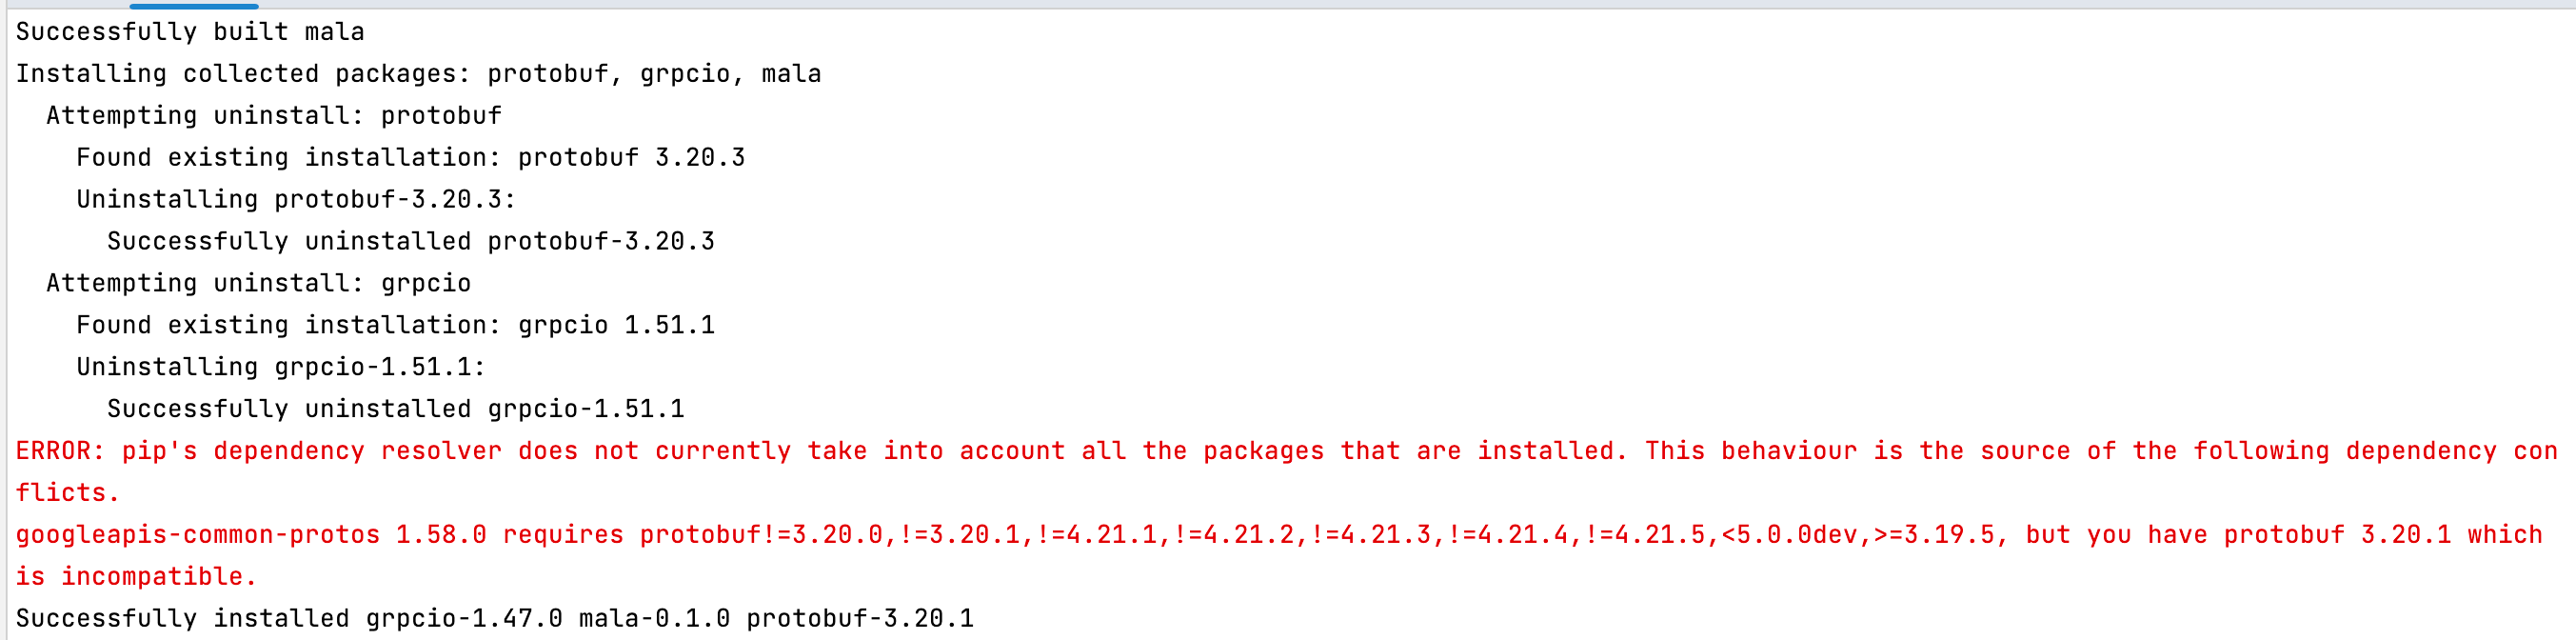 Successfully built mala
Installing collected packages: protobuf, grpcio, mala
  Attempting uninstall: protobuf
    Found existing installation: protobuf 3.20.3
    Uninstalling protobuf-3.20.3:
      Successfully uninstalled protobuf-3.20.3
  Attempting uninstall: grpcio
    Found existing installation: grpcio 1.51.1
    Uninstalling grpcio-1.51.1:
      Successfully uninstalled grpcio-1.51.1
ERROR: pip's dependency resolver does not currently take into account all the packages that are installed. This behaviour is the source of the following dependency con
flicts.
googleapis-common-protos 1.58.0 requires protobuf!=3.20.0,!=3.20.1,!=4.21.1,!=4.21.2,!=4.21.3,!=4.21.4,!=4.21.5,<5.0.0dev,>=3.19.5, but you have protobuf 3.20.1 which
is incompatible.
Successfully installed grpcio-1.47.0 mala-0.1.0 protobuf-3.20.1